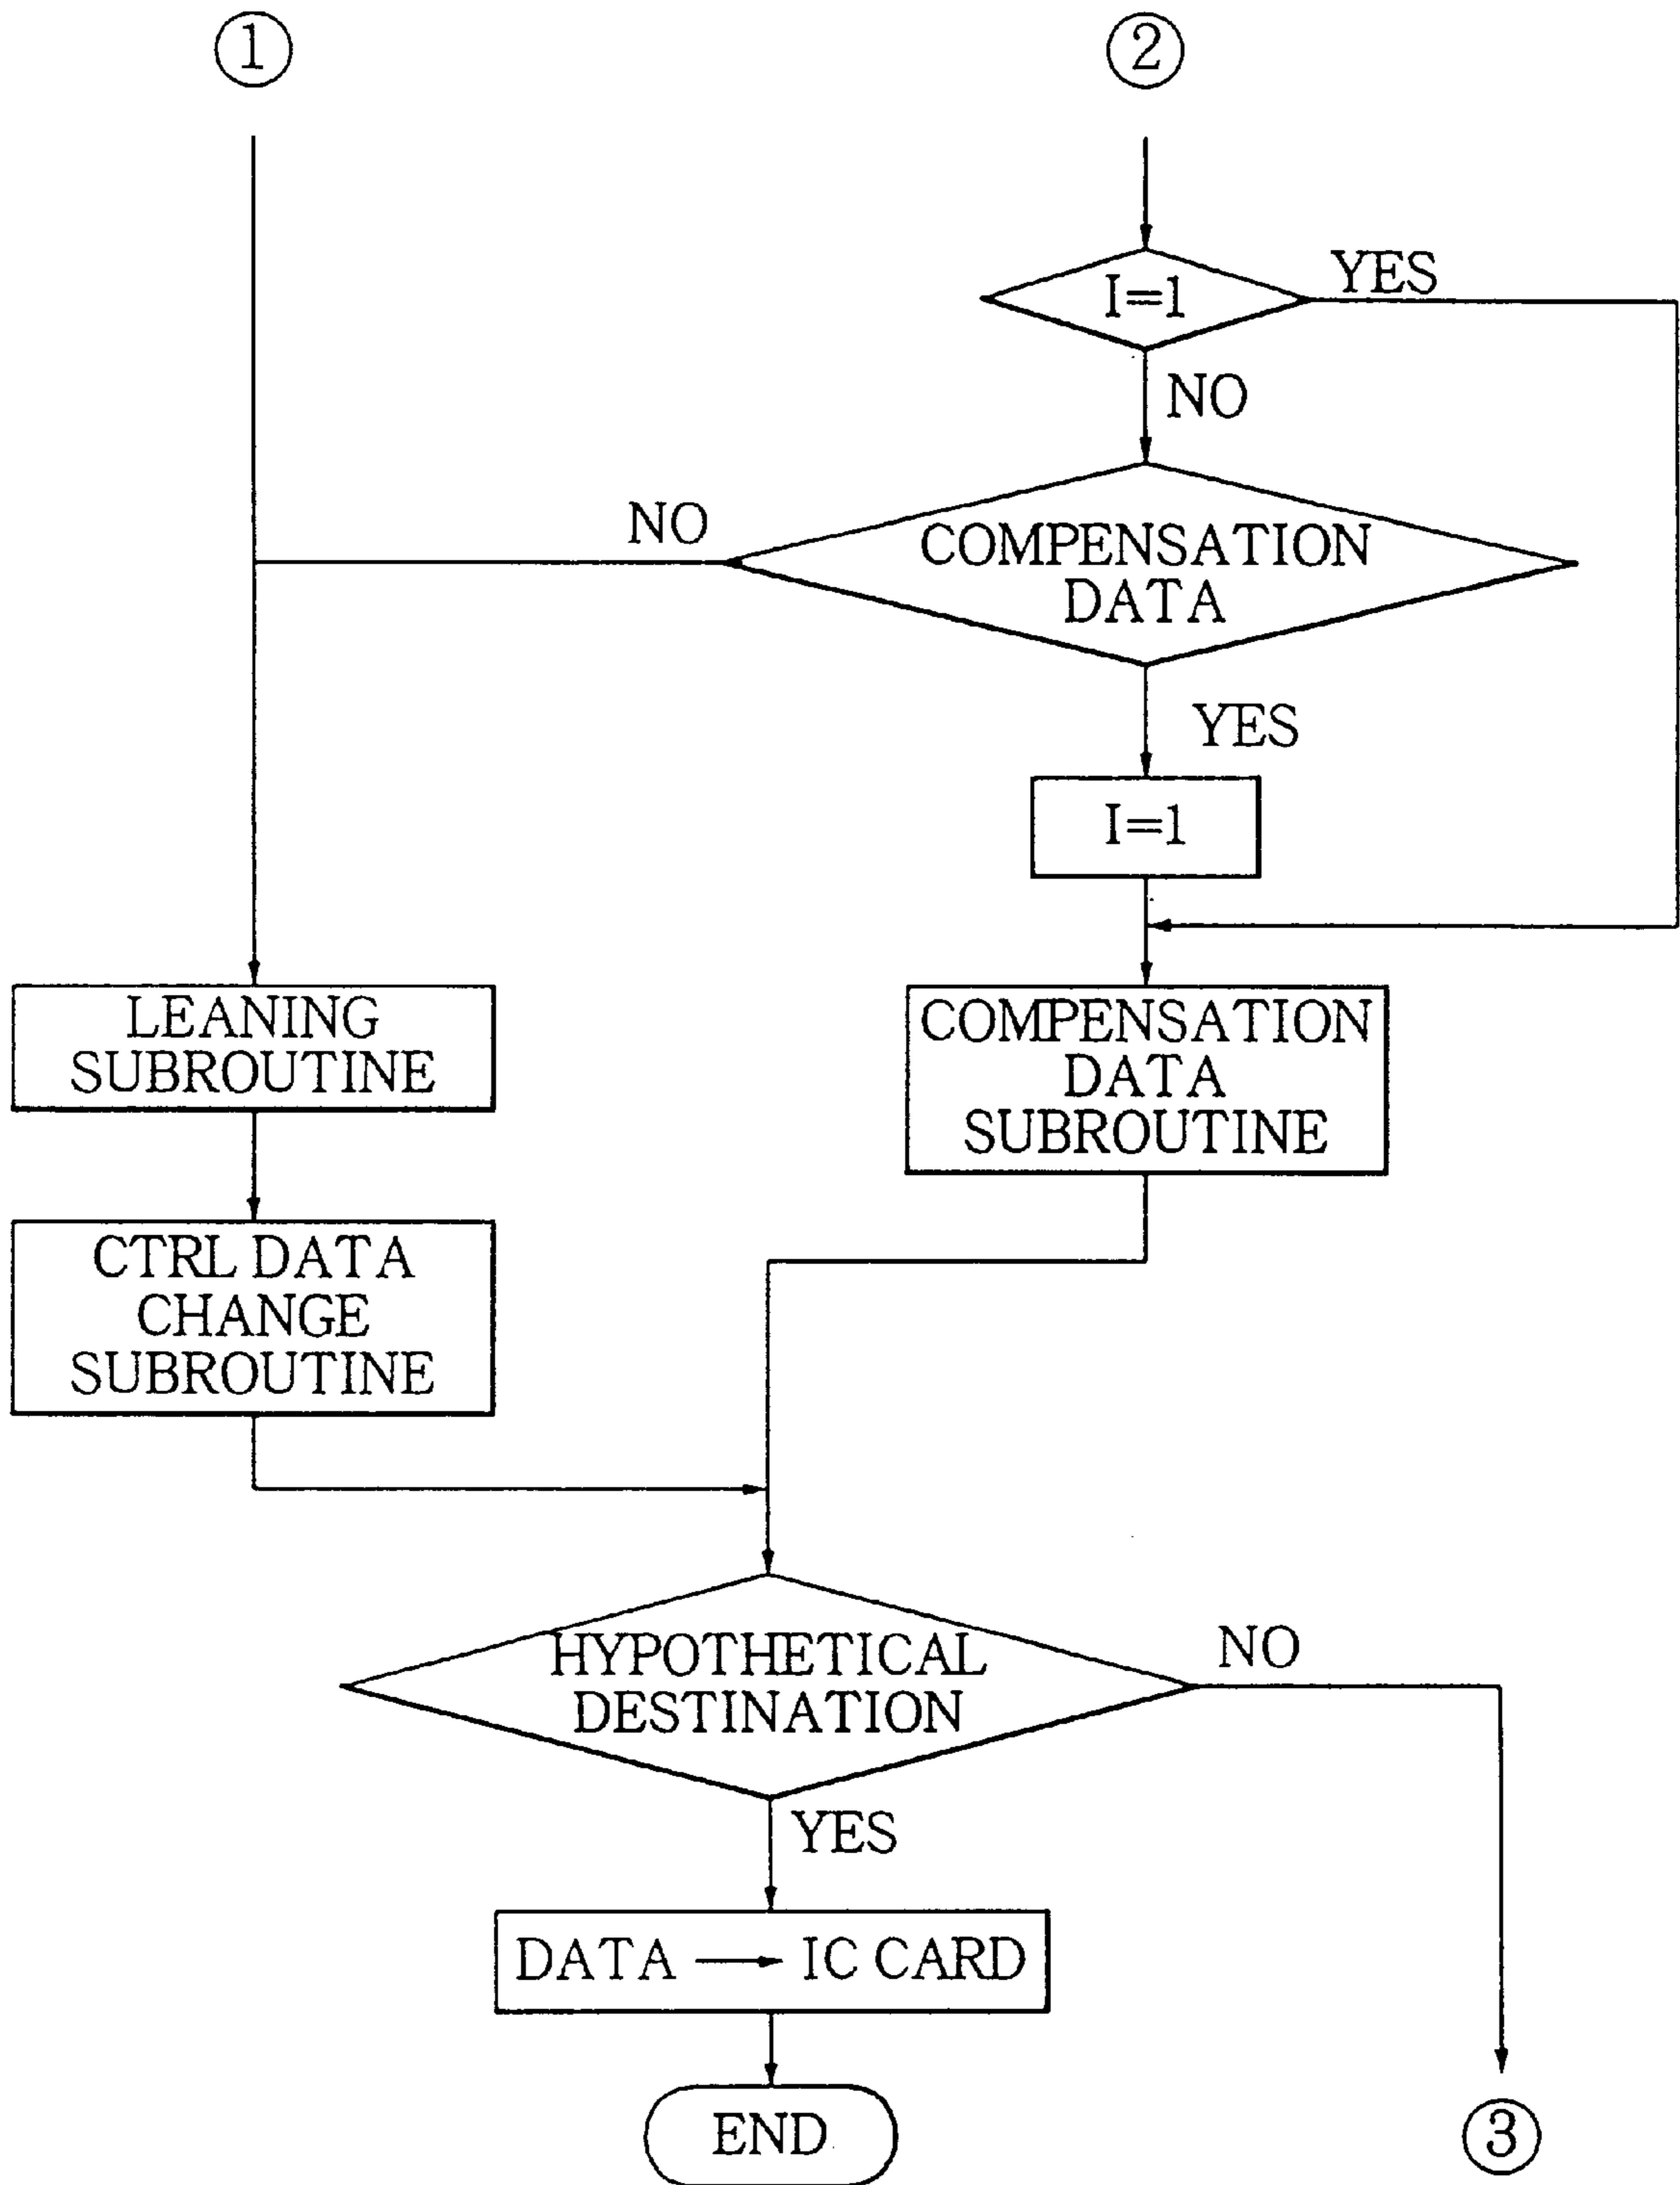 ①
②
I=1
YES
NO
NO
COMPENSATION
DATA
YES
I=1
LEANING
SUBROUTINE
COMPENSATION
DATA
SUBROUTINE
CTRL DATA
CHANGE
SUBROUTINE
HYPOTHETICAL
DESTINATION
NO
YES
DATA → IC CARD
END
③